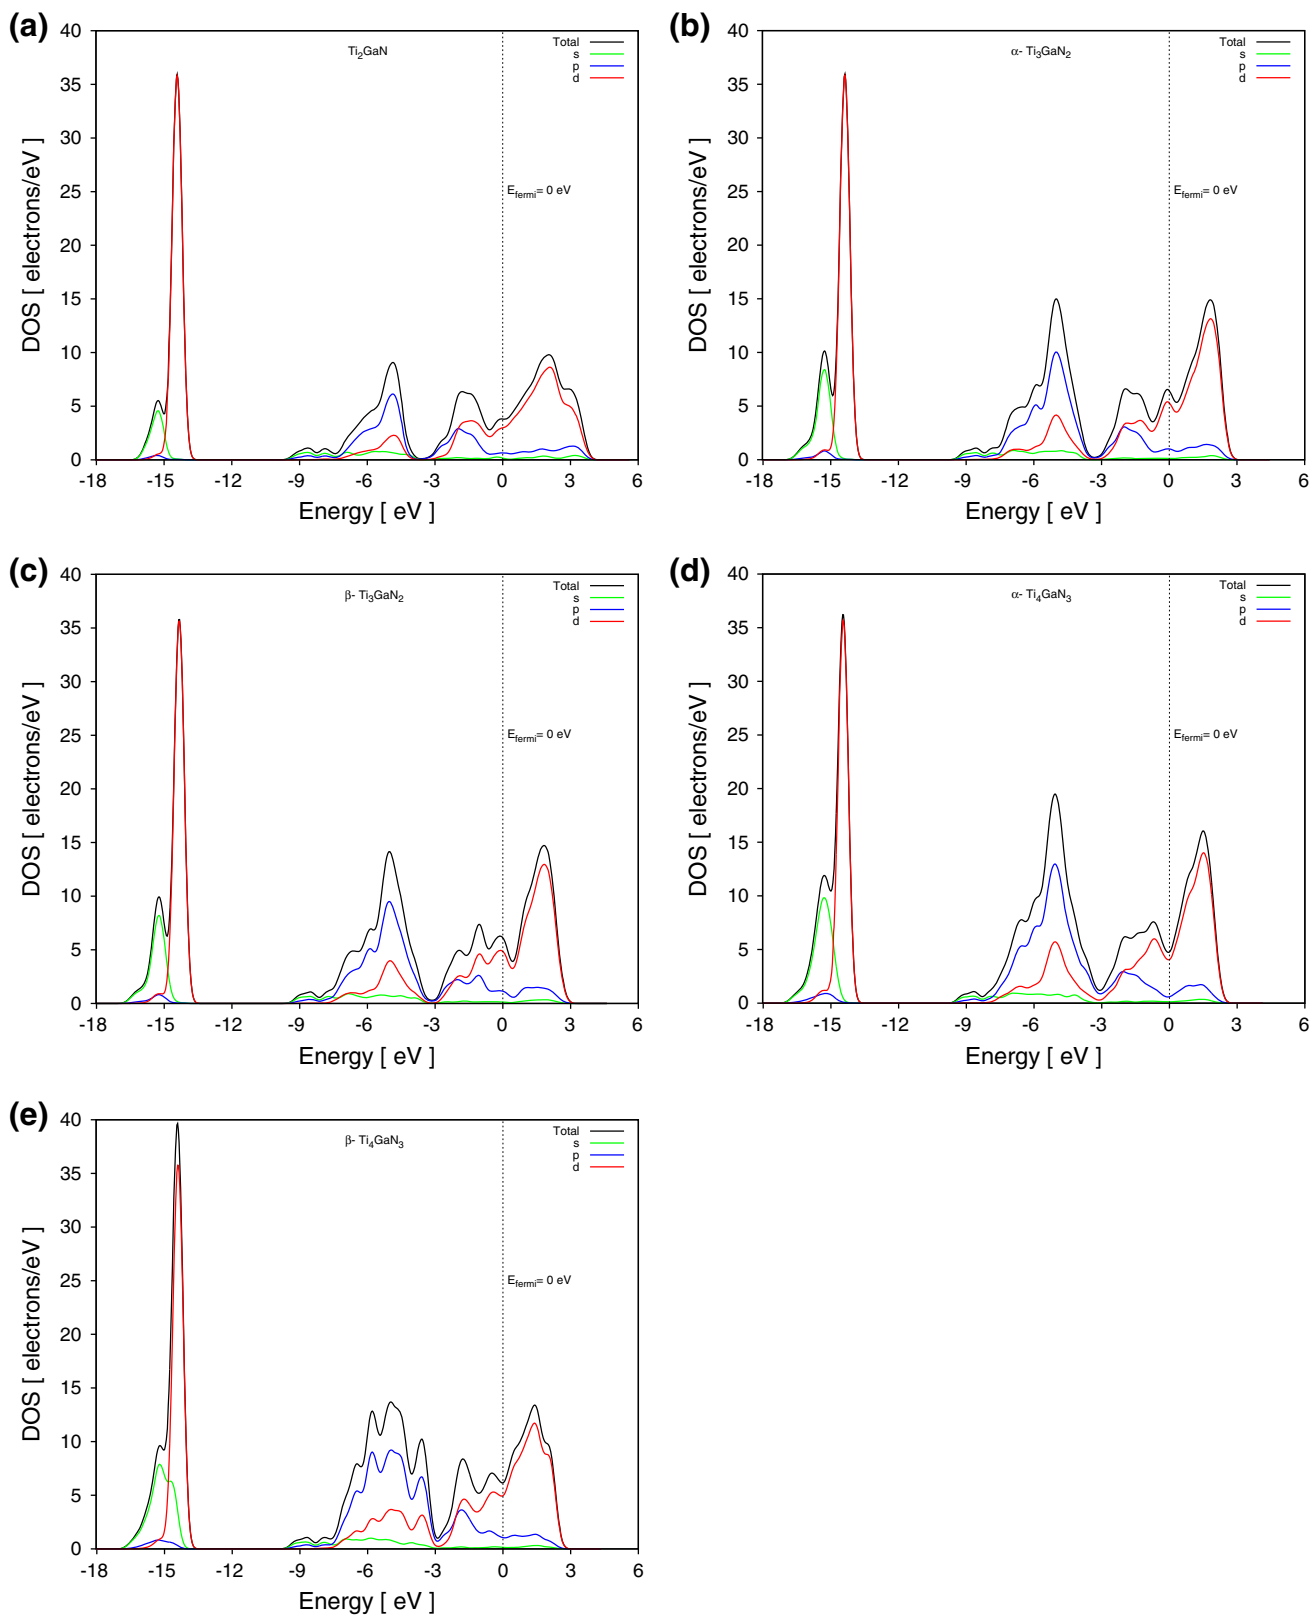 (a)
Ti2GaN
Total
s
p
d
Efermi= 0 eV
DOS [ electrons/eV ]
40
35
30
25
20
15
10
5
0
-18 -15 -12 -9 -6 -3 0 3 6
Energy [ eV ]
(b)
α- Ti3GaN2
Total
s
p
d
Efermi= 0 eV
DOS [ electrons/eV ]
40
35
30
25
20
15
10
5
0
-18 -15 -12 -9 -6 -3 0 3 6
Energy [ eV ]
(c)
β- Ti3GaN2
Total
s
p
d
Efermi= 0 eV
DOS [ electrons/eV ]
40
35
30
25
20
15
10
5
0
-18 -15 -12 -9 -6 -3 0 3 6
Energy [ eV ]
(d)
α- Ti4GaN3
Total
s
p
d
Efermi= 0 eV
DOS [ electrons/eV ]
40
35
30
25
20
15
10
5
0
-18 -15 -12 -9 -6 -3 0 3 6
Energy [ eV ]
(e)
β- Ti4GaN3
Total
s
p
d
Efermi= 0 eV
DOS [ electrons/eV ]
40
35
30
25
20
15
10
5
0
-18 -15 -12 -9 -6 -3 0 3 6
Energy [ eV ]